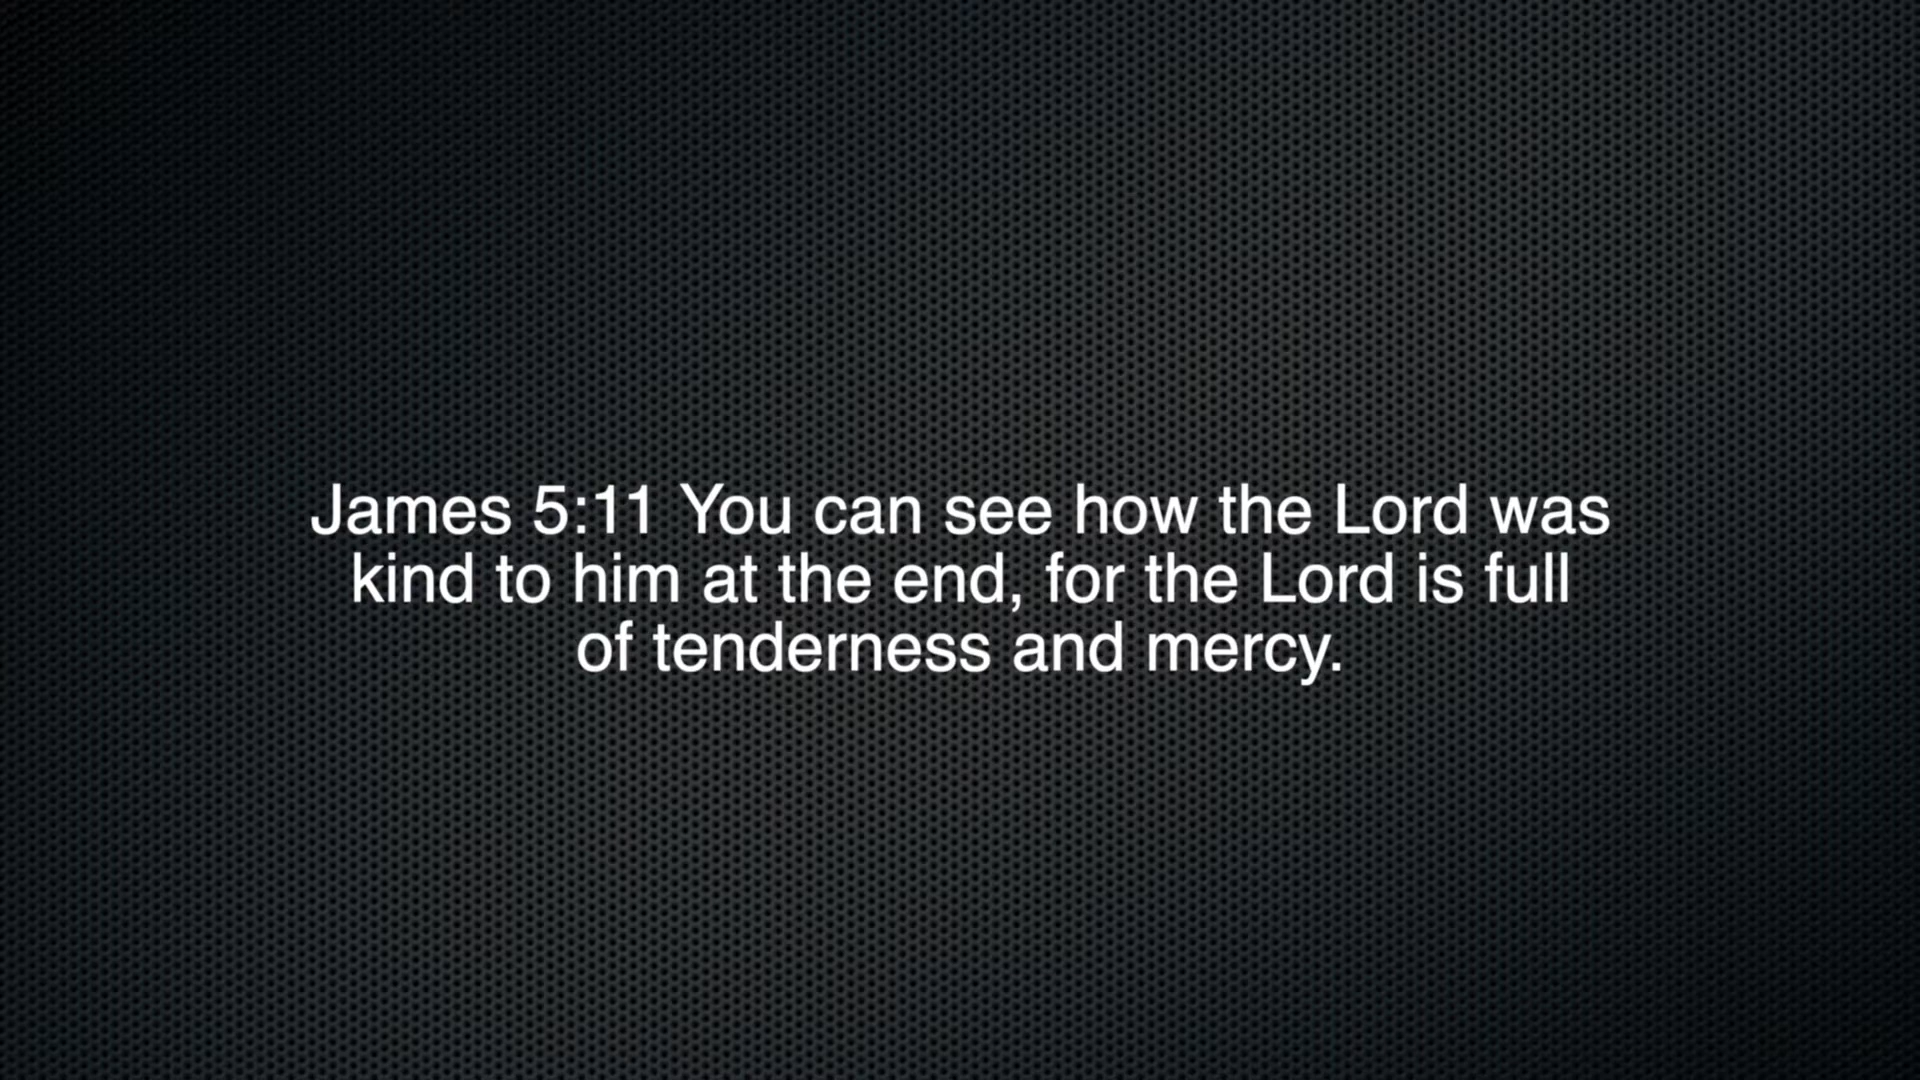 James 5:11 You can see how the Lord was
kind to him at the end, for the Lord is full
of tenderness and mercy.